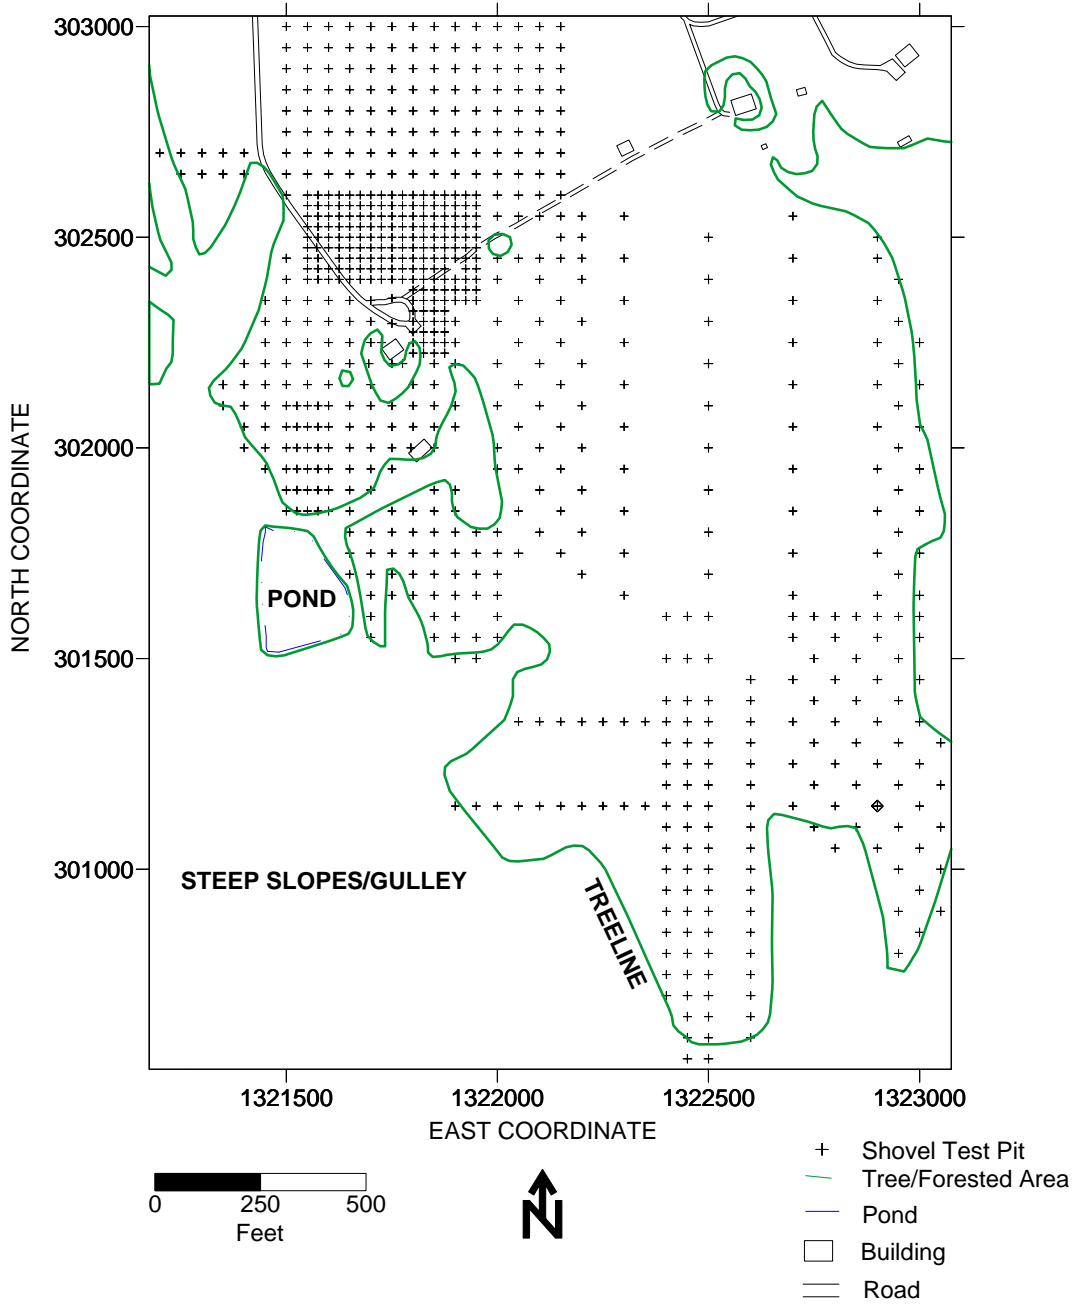 303000
302500
302000
301500
301000
NORTH COORDINATE
POND
STEEP SLOPES/GULLEY
TREELINE
1321500
1322000
1322500
1323000
EAST COORDINATE
0
250
500
Feet
N
Shovel Test Pit
Tree/Forested Area
Pond
Building
Road